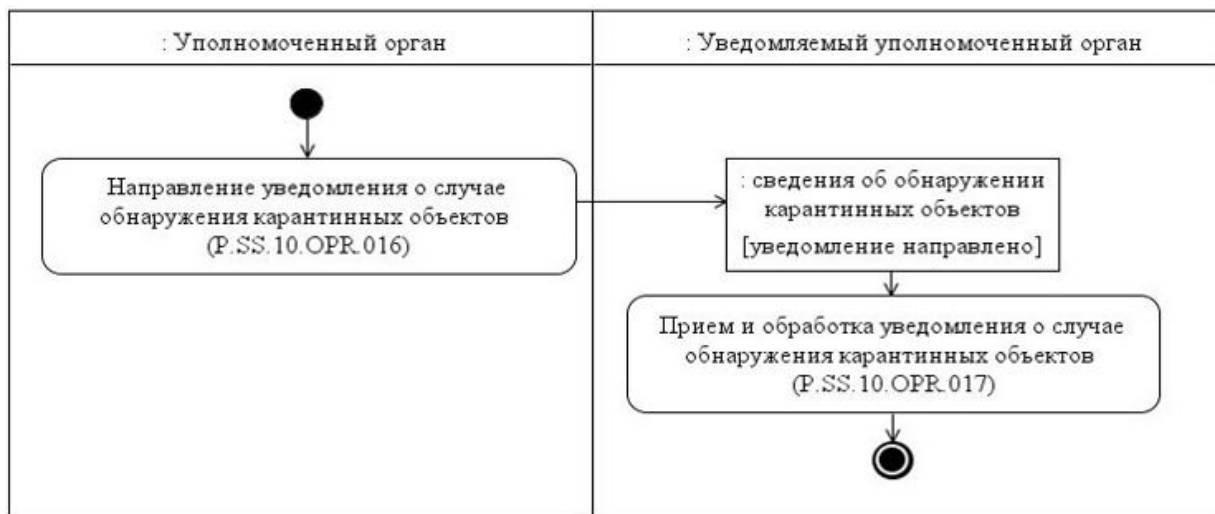 : Уполномоченный орган
: Уведомляемый уполномоченный орган
Направление уведомления о случае
обнаружения карантинных объектов
(P.SS.10.OPR.016)
: сведения об обнаружении
карантинных объектов
[уведомление направлено]
Прием и обработка уведомления о случае
обнаружения карантинных объектов
(P.SS.10.OPR.017)